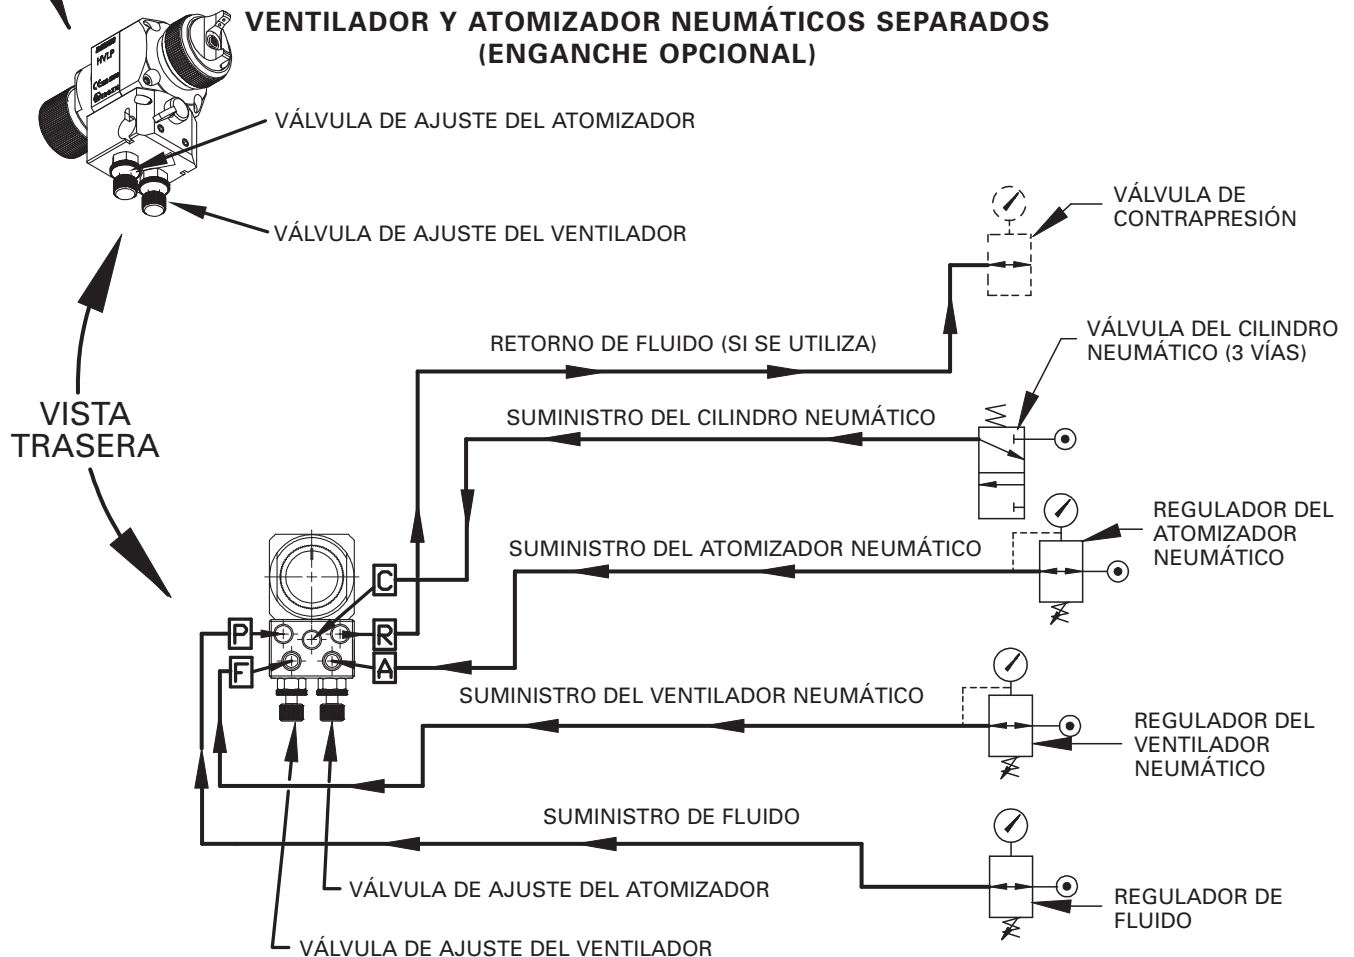 VENTILADOR Y ATOMIZADOR NEUMÁTICOS SEPARADOS
(ENGANCHE OPCIONAL)
HVLP
VÁLVULA DE AJUSTE DEL ATOMIZADOR
VÁLVULA DE AJUSTE DEL VENTILADOR
VÁLVULA DE
CONTRAPRESIÓN
RETORNO DE FLUIDO (SI SE UTILIZA)
VÁLVULA DEL CILINDRO
NEUMÁTICO (3 VÍAS)
VISTA
TRASERA
SUMINISTRO DEL CILINDRO NEUMÁTICO
REGULADOR DEL
ATOMIZADOR
NEUMÁTICO
SUMINISTRO DEL ATOMIZADOR NEUMÁTICO
C
P
R
F
A
SUMINISTRO DEL VENTILADOR NEUMÁTICO
REGULADOR DEL
VENTILADOR
NEUMÁTICO
SUMINISTRO DE FLUIDO
VÁLVULA DE AJUSTE DEL ATOMIZADOR
REGULADOR DE
FLUIDO
VÁLVULA DE AJUSTE DEL VENTILADOR